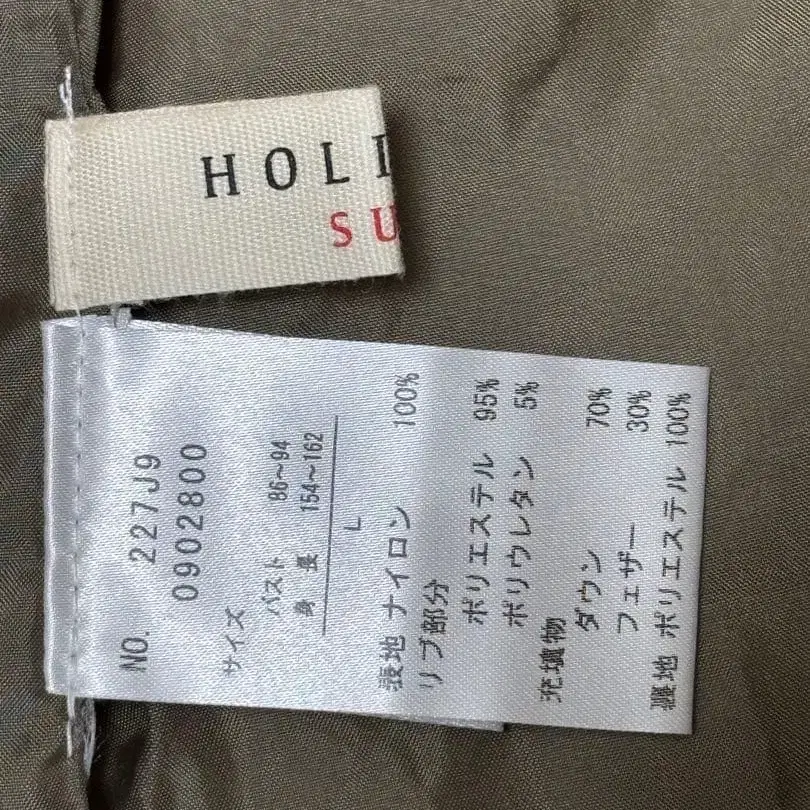 HOLI
SU
NO. 227J9
0902800
サイズ
バスト 86~94
身長 154~162
L
表地 ナイロン 100%
リブ部分
ポリエステル 95%
ポリウレタン 5%
充填物
ダウン 70%
フェザー 30%
裏地 ポリエステル 100%